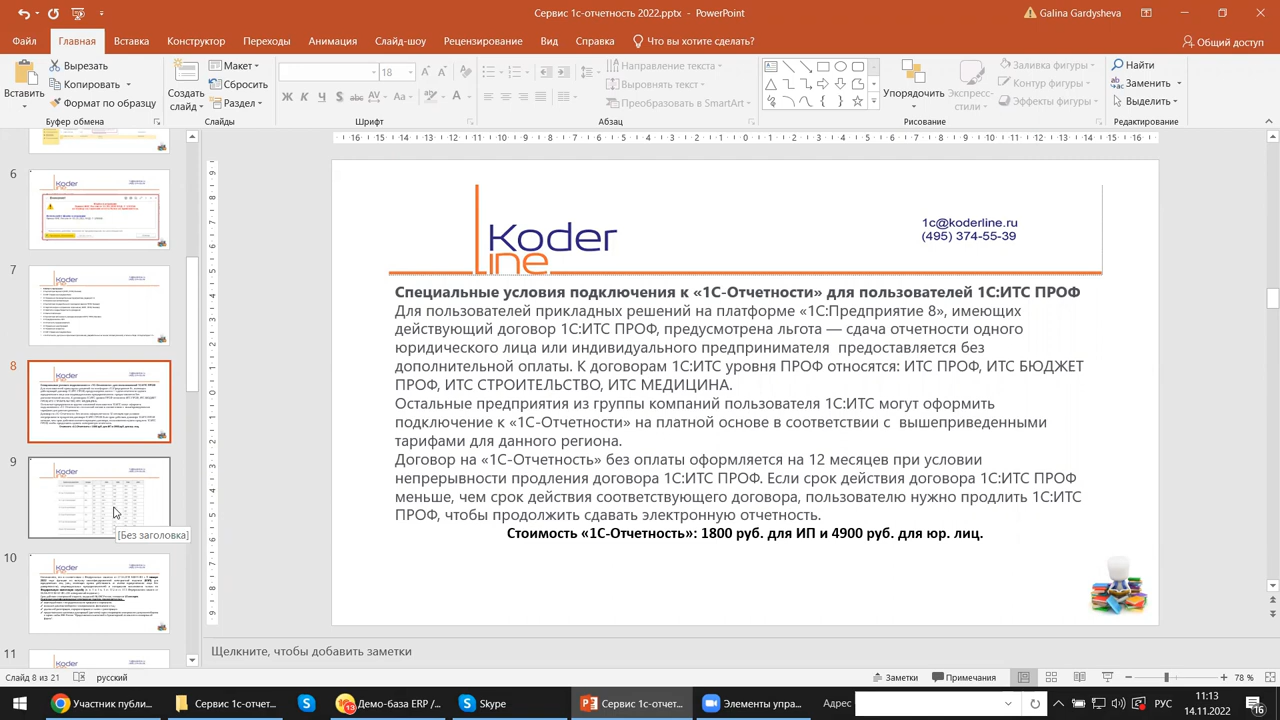 Сервис 1с-отчетность 2022.pptx - PowerPoint
Galina Gardysheva
Файл Главная Вставка Конструктор Переходы Анимация Слайд-шоу Рецензирование Вид Справка Что вы хотите сделать? Общий доступ
Вставить
Вырезать
Копировать
Формат по образцу
Буфер обмена
Создать слайд
Макет
Сбросить
Раздел
Слайды
18
Шрифт
Направление текста
Выровнять текст
Преобразовать в SmartArt
Абзац
Упорядочить
Экспресс-стили
Заливка фигуры
Контур фигуры
Эффекты фигуры
Рисование
Найти
Заменить
Выделить
Редактирование
6
7
8
9
[Без заголовка]
10
11
Koder
line
1c@koderline.ru
(495) 374-55-39
Специальные условия подключения к «1С-Отчетности» для пользователей 1С:ИТС ПРОФ
Для пользователей прикладных решений на платформе «1С:Предприятие 8», имеющих
действующий договор 1С:ИТС ПРОФ, предусмотрена льгота — сдача отчетности одного
юридического лица или индивидуального предпринимателя предоставляется без
дополнительной оплаты. К договорам 1С:ИТС уровня ПРОФ относятся: ИТС ПРОФ, ИТС БЮДЖЕТ
ПРОФ, ИТС СТРОИТЕЛЬСТВО, ИТС МЕДИЦИНА.
Остальные предприятия из группы компаний пользователя 1С:ИТС могут оформить
подключение к «1С-Отчетности» на платной основе в соответствии с вышеприведенными
тарифами для данного региона.
Договор на «1С-Отчетность» без оплаты оформляется на 12 месяцев при условии
непрерывности продления договора 1С:ИТС ПРОФ. Если срок действия договора 1С:ИТС ПРОФ
меньше, чем срок действия соответствующего договора, пользователю нужно продлить 1С:ИТС
ПРОФ, чтобы продолжить сдавать электронную отчетность.
Стоимость «1С-Отчетность»: 1800 руб. для ИП и 4900 руб. для юр. лиц.
Щелкните, чтобы добавить заметки
Слайд 8 из 21 русский Заметки Примечания 78 %
Участник публи... Сервис 1с-отчет... Демо-база ERP /... Skype Сервис 1с-отчет... Элементы упра... Адрес РУС
11:13
14.11.2022
16